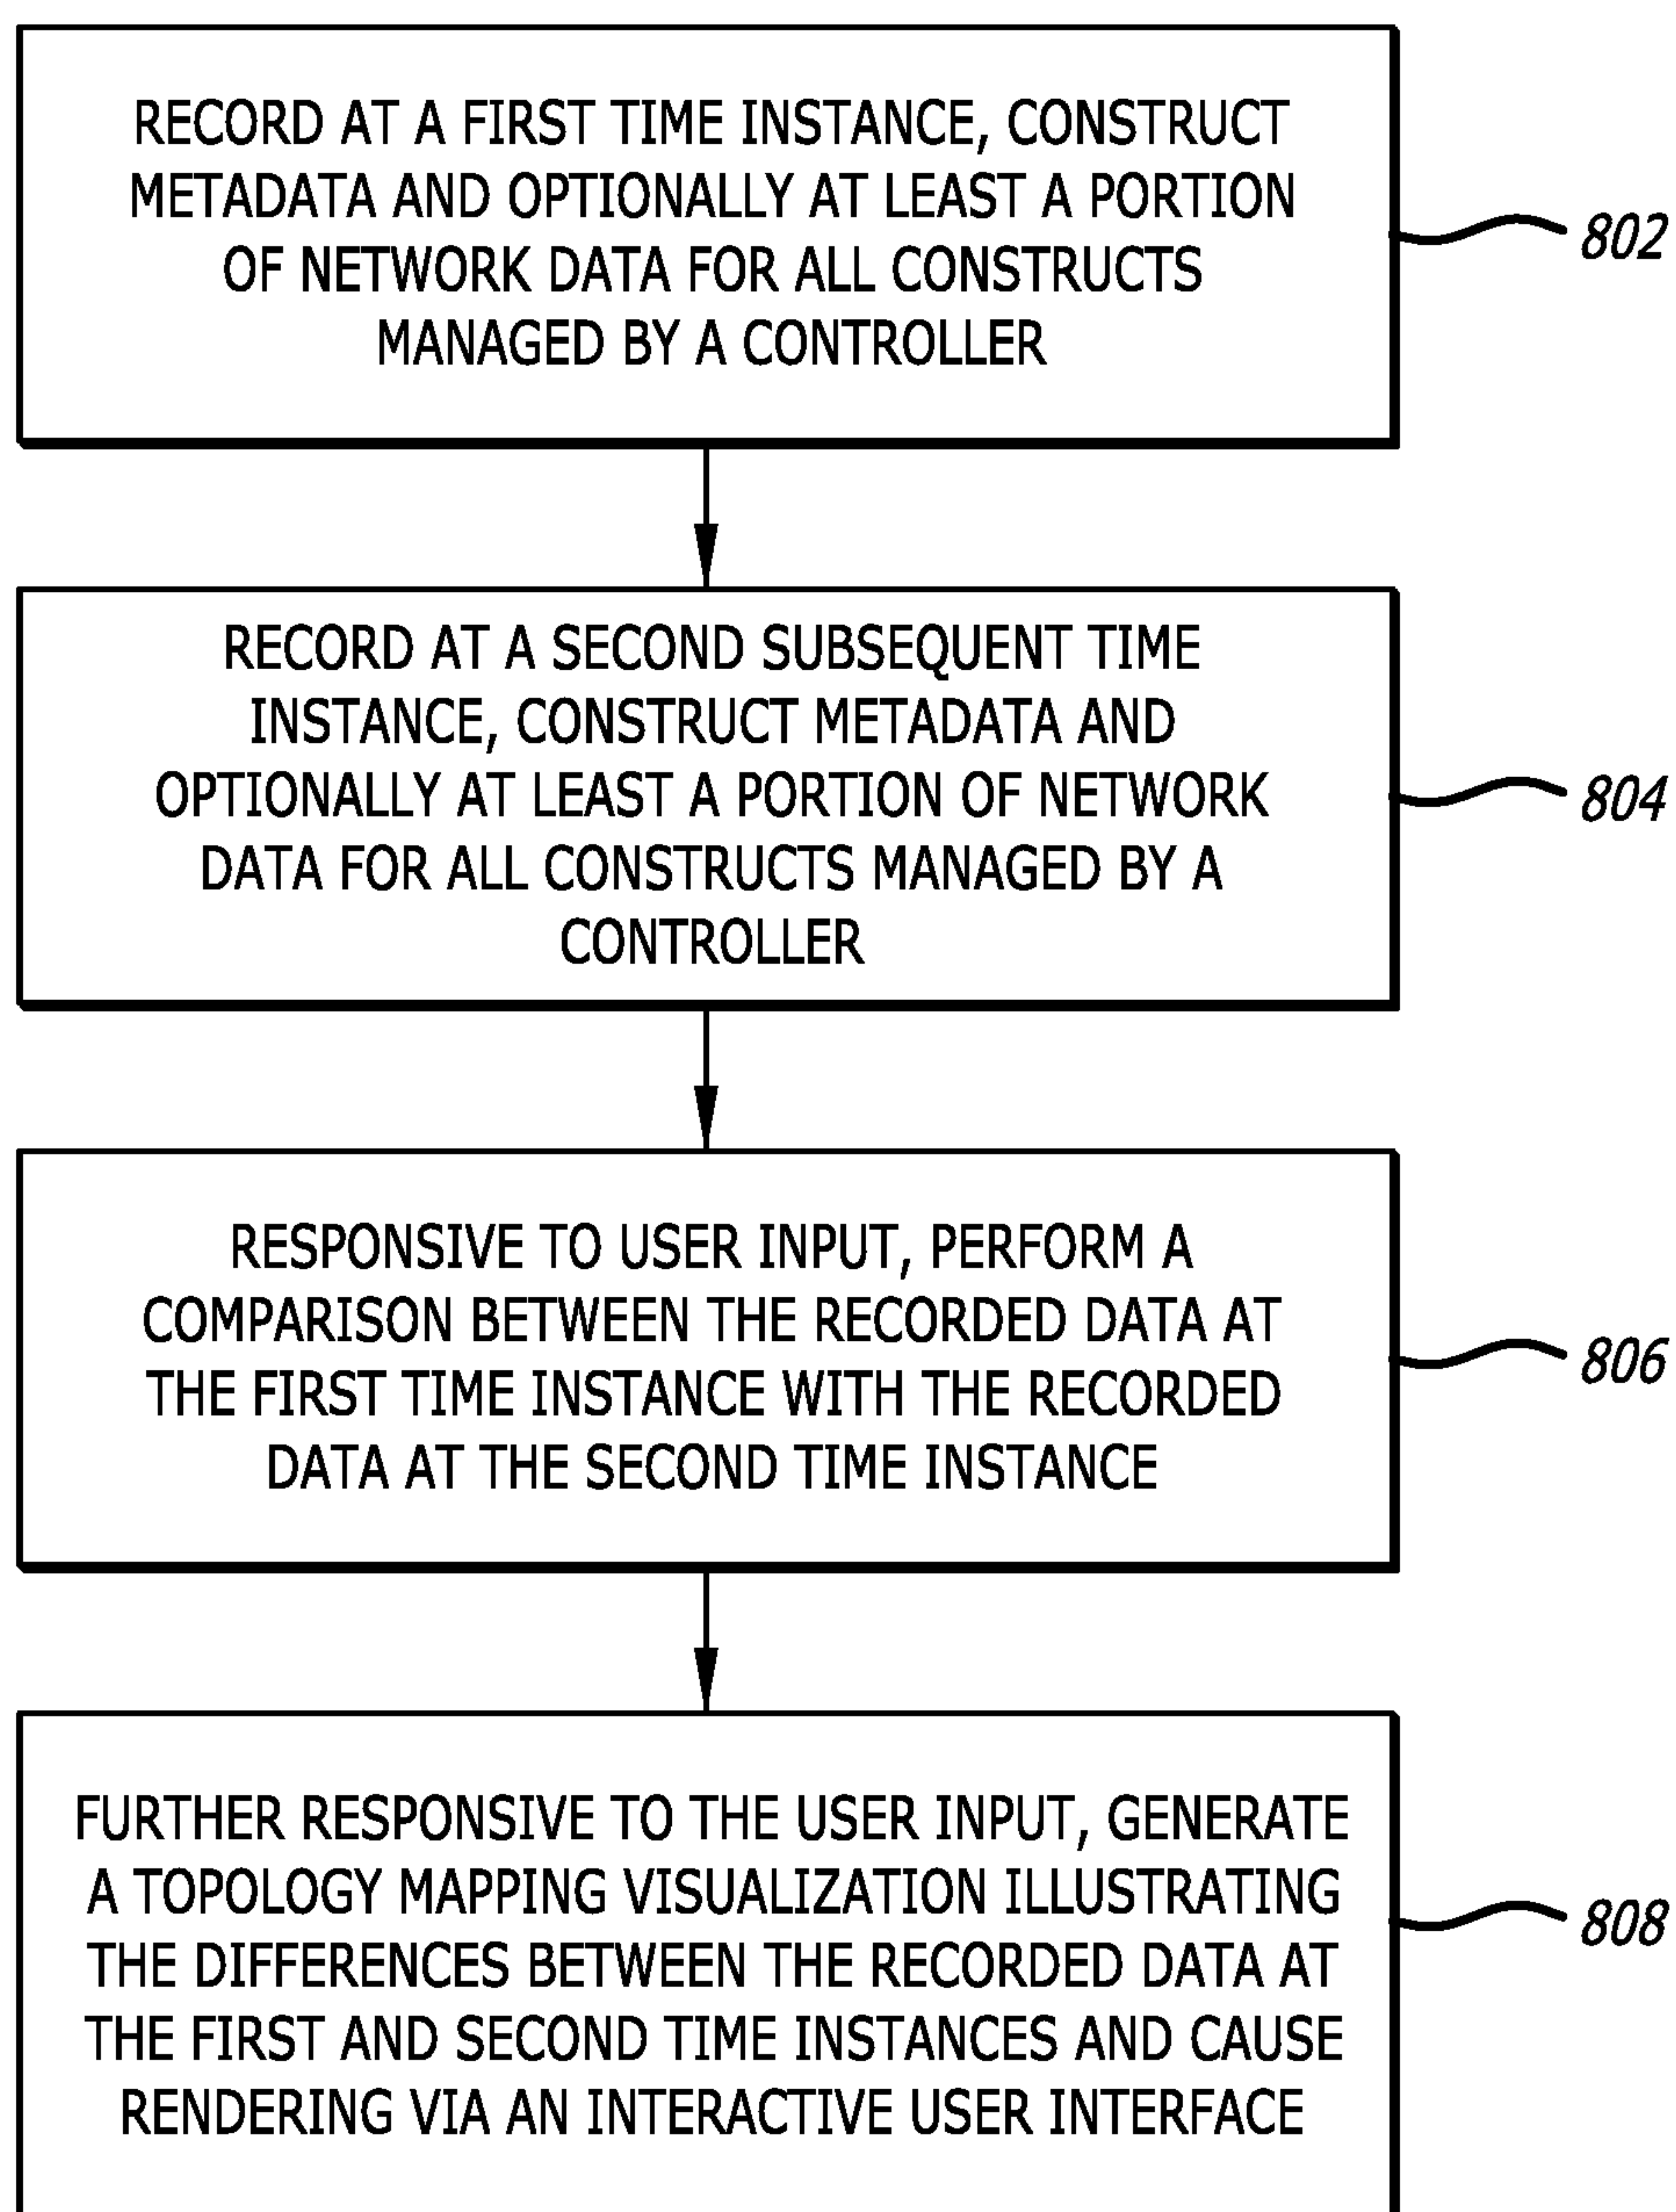 RECORD AT A FIRST TIME INSTANCE, CONSTRUCT
METADATA AND OPTIONALLY AT LEAST A PORTION
OF NETWORK DATA FOR ALL CONSTRUCTS
MANAGED BY A CONTROLLER
802
RECORD AT A SECOND SUBSEQUENT TIME
INSTANCE, CONSTRUCT METADATA AND
OPTIONALLY AT LEAST A PORTION OF NETWORK
DATA FOR ALL CONSTRUCTS MANAGED BY A
CONTROLLER
804
RESPONSIVE TO USER INPUT, PERFORM A
COMPARISON BETWEEN THE RECORDED DATA AT
THE FIRST TIME INSTANCE WITH THE RECORDED
DATA AT THE SECOND TIME INSTANCE
806
FURTHER RESPONSIVE TO THE USER INPUT, GENERATE
A TOPOLOGY MAPPING VISUALIZATION ILLUSTRATING
THE DIFFERENCES BETWEEN THE RECORDED DATA AT
THE FIRST AND SECOND TIME INSTANCES AND CAUSE
RENDERING VIA AN INTERACTIVE USER INTERFACE
808